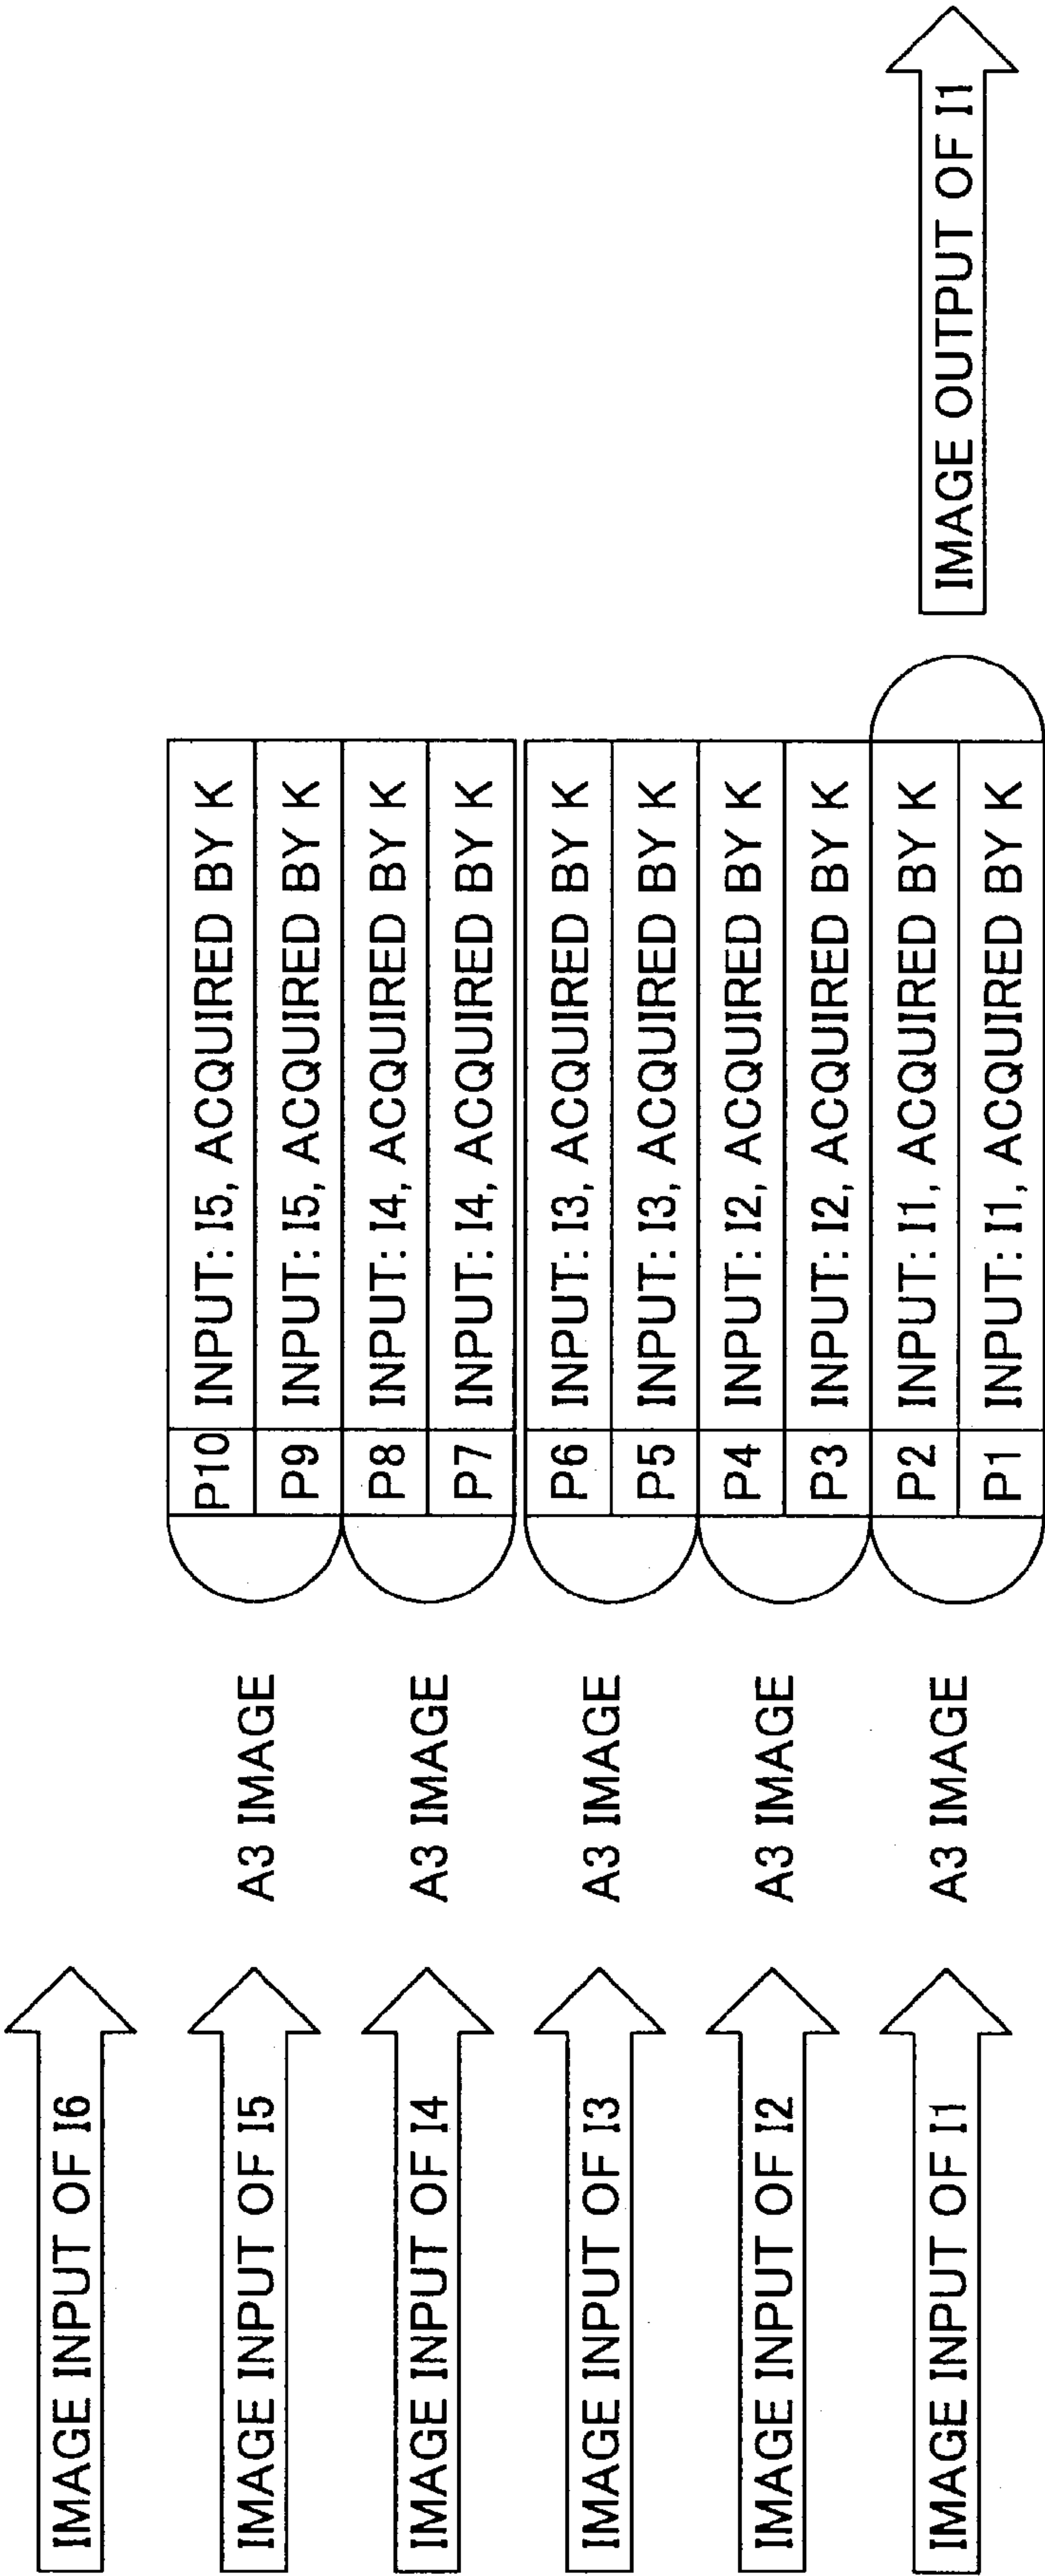 IMAGE INPUT OF I6
IMAGE INPUT OF I5
A3 IMAGE
P10 INPUT: I5, ACQUIRED BY K
P9 INPUT: I5, ACQUIRED BY K
IMAGE INPUT OF I4
A3 IMAGE
P8 INPUT: I4, ACQUIRED BY K
P7 INPUT: I4, ACQUIRED BY K
IMAGE INPUT OF I3
A3 IMAGE
P6 INPUT: I3, ACQUIRED BY K
P5 INPUT: I3, ACQUIRED BY K
IMAGE INPUT OF I2
A3 IMAGE
P4 INPUT: I2, ACQUIRED BY K
P3 INPUT: I2, ACQUIRED BY K
IMAGE INPUT OF I1
A3 IMAGE
P2 INPUT: I1, ACQUIRED BY K
P1 INPUT: I1, ACQUIRED BY K
IMAGE OUTPUT OF I1